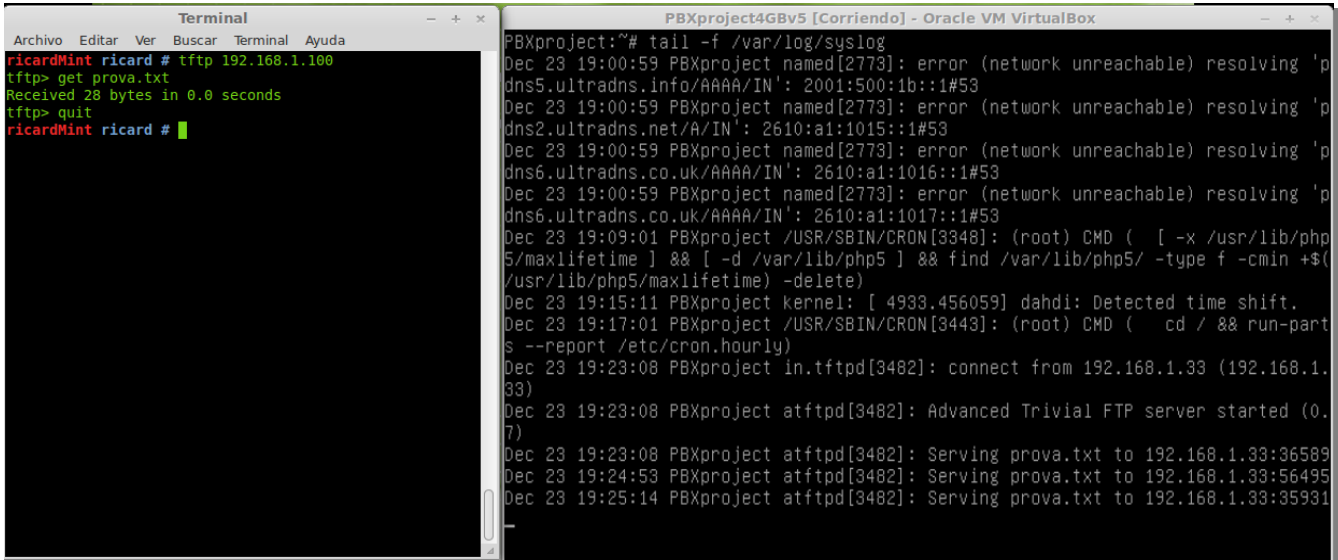 Terminal
Archivo Editar Ver Buscar Terminal Ayuda
ricardMint ricard # tftp 192.168.1.100
tftp> get prova.txt
Received 28 bytes in 0.0 seconds
tftp> quit
ricardMint ricard #
PBXproject4GBv5 [Corriendo] - Oracle VM VirtualBox
PBXproject:~# tail -f /var/log/syslog
Dec 23 19:00:59 PBXproject named[2773]: error (network unreachable) resolving 'p
dns5.ultradns.info/AAAA/IN': 2001:500:1b::1#53
Dec 23 19:00:59 PBXproject named[2773]: error (network unreachable) resolving 'p
dns2.ultradns.net/A/IN': 2610:a1:1015::1#53
Dec 23 19:00:59 PBXproject named[2773]: error (network unreachable) resolving 'p
dns6.ultradns.co.uk/AAAA/IN': 2610:a1:1016::1#53
Dec 23 19:00:59 PBXproject named[2773]: error (network unreachable) resolving 'p
dns6.ultradns.co.uk/AAAA/IN': 2610:a1:1017::1#53
Dec 23 19:09:01 PBXproject /USR/SBIN/CRON[3348]: (root) CMD (  [ -x /usr/lib/php
5/maxlifetime ] && [ -d /var/lib/php5 ] && find /var/lib/php5/ -type f -cmin +$(
/usr/lib/php5/maxlifetime) -delete)
Dec 23 19:15:11 PBXproject kernel: [ 4933.456059] dahdi: Detected time shift.
Dec 23 19:17:01 PBXproject /USR/SBIN/CRON[3443]: (root) CMD (   cd / && run-part
s --report /etc/cron.hourly)
Dec 23 19:23:08 PBXproject in.tftpd[3482]: connect from 192.168.1.33 (192.168.1.
33)
Dec 23 19:23:08 PBXproject atftpd[3482]: Advanced Trivial FTP server started (0.
7)
Dec 23 19:23:08 PBXproject atftpd[3482]: Serving prova.txt to 192.168.1.33:36589
Dec 23 19:24:53 PBXproject atftpd[3482]: Serving prova.txt to 192.168.1.33:56495
Dec 23 19:25:14 PBXproject atftpd[3482]: Serving prova.txt to 192.168.1.33:35931